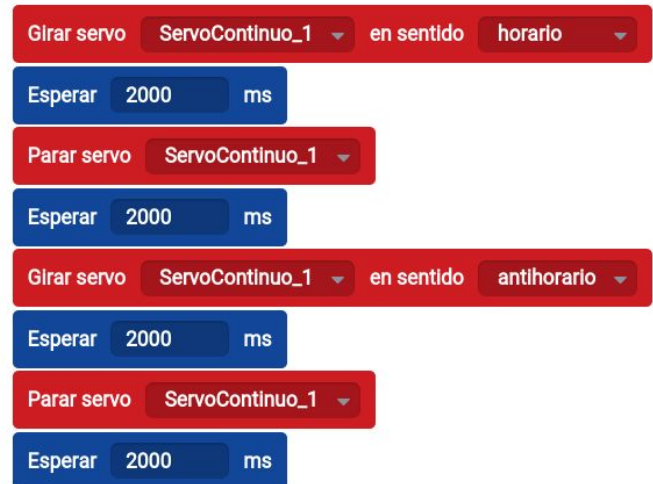 Girar servo ServoContinuo_1 en sentido horario
Esperar 2000 ms
Parar servo ServoContinuo_1
Esperar 2000 ms
Girar servo ServoContinuo_1 en sentido antihorario
Esperar 2000 ms
Parar servo ServoContinuo_1
Esperar 2000 ms